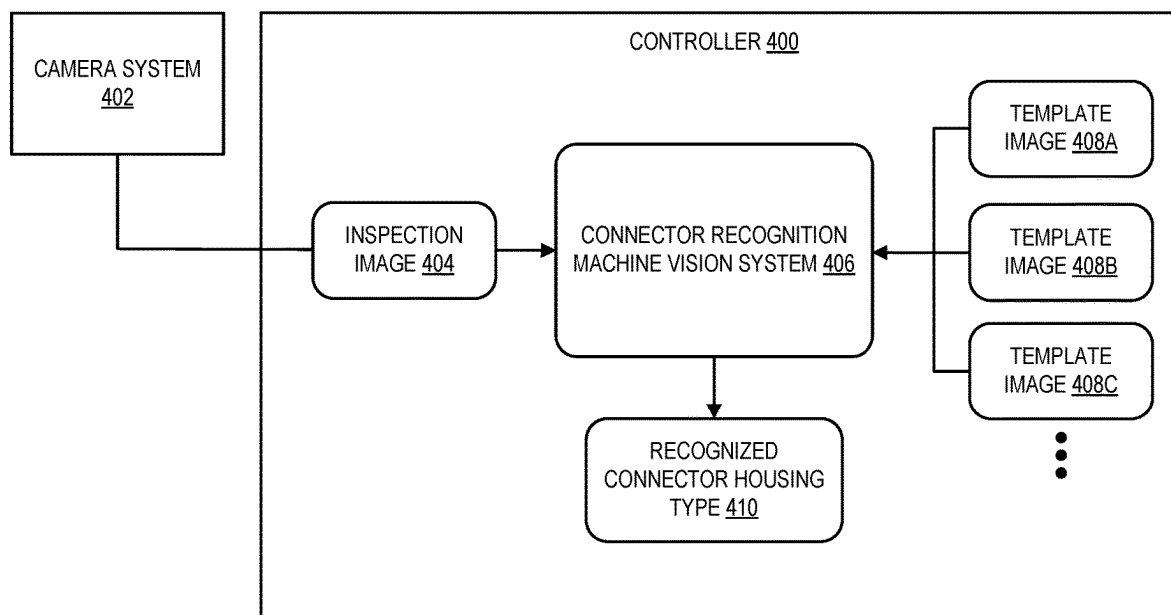 CONTROLLER 400
CAMERA SYSTEM
402
TEMPLATE
IMAGE 408A
INSPECTION
IMAGE 404
CONNECTOR RECOGNITION
MACHINE VISION SYSTEM 406
TEMPLATE
IMAGE 408B
TEMPLATE
IMAGE 408C
RECOGNIZED
CONNECTOR HOUSING
TYPE 410